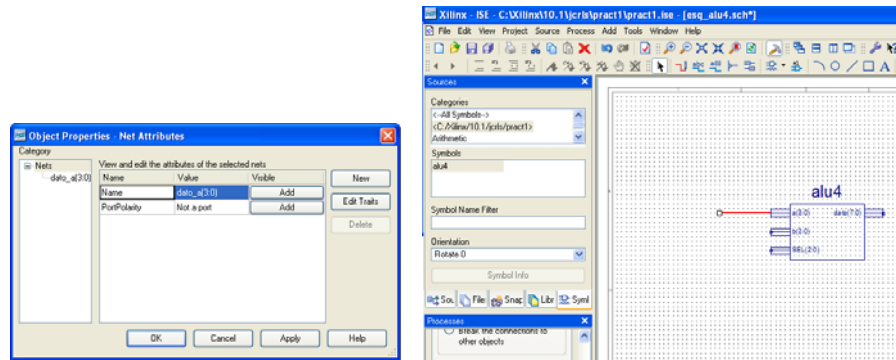 Object Properties - Net Attributes
Category
Nets
dato_a(3:0)
View and edit the attributes of the selected nets
Name Value Visible
Name dato_a(3:0) Add
PortPolarity Not a port Add
New
Edit Traits
Delete
OK Cancel Apply Help
Xilinx - ISE - C:\Xilinx\10.1\jcrls\pract1\pract1.ise - [esq_alu4.sch*]
File Edit View Project Source Process Add Tools Window Help
Sources
Categories
<-All Symbols->
<C:/Xilinx/10.1/jcrls/pract1>
Arithmetic
Symbols
alu4
Symbol Name Filter
Orientation
Rotate 0
Symbol Info
Sou File Snap Libr Symb
Processes
Break the connections to
other objects
alu4
a(3:0) dato(7:0)
b(3:0)
SEL(2:0)